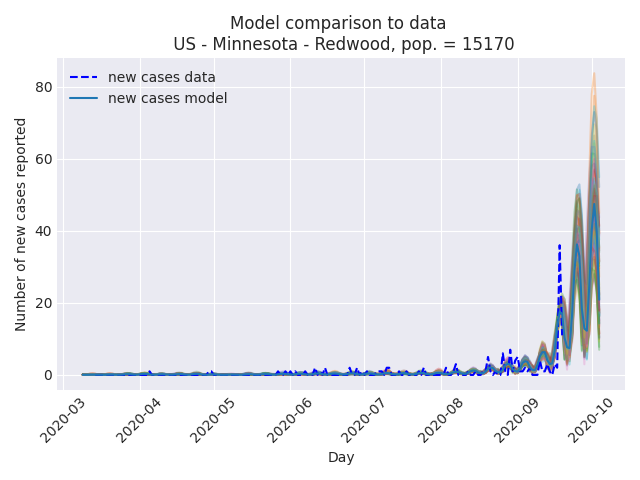 Model comparison to data
US - Minnesota - Redwood, pop. = 15170
new cases data
new cases model
Number of new cases reported
80
60
40
20
0
2020-03
2020-04
2020-05
2020-06
2020-07
2020-08
2020-09
2020-10
Day